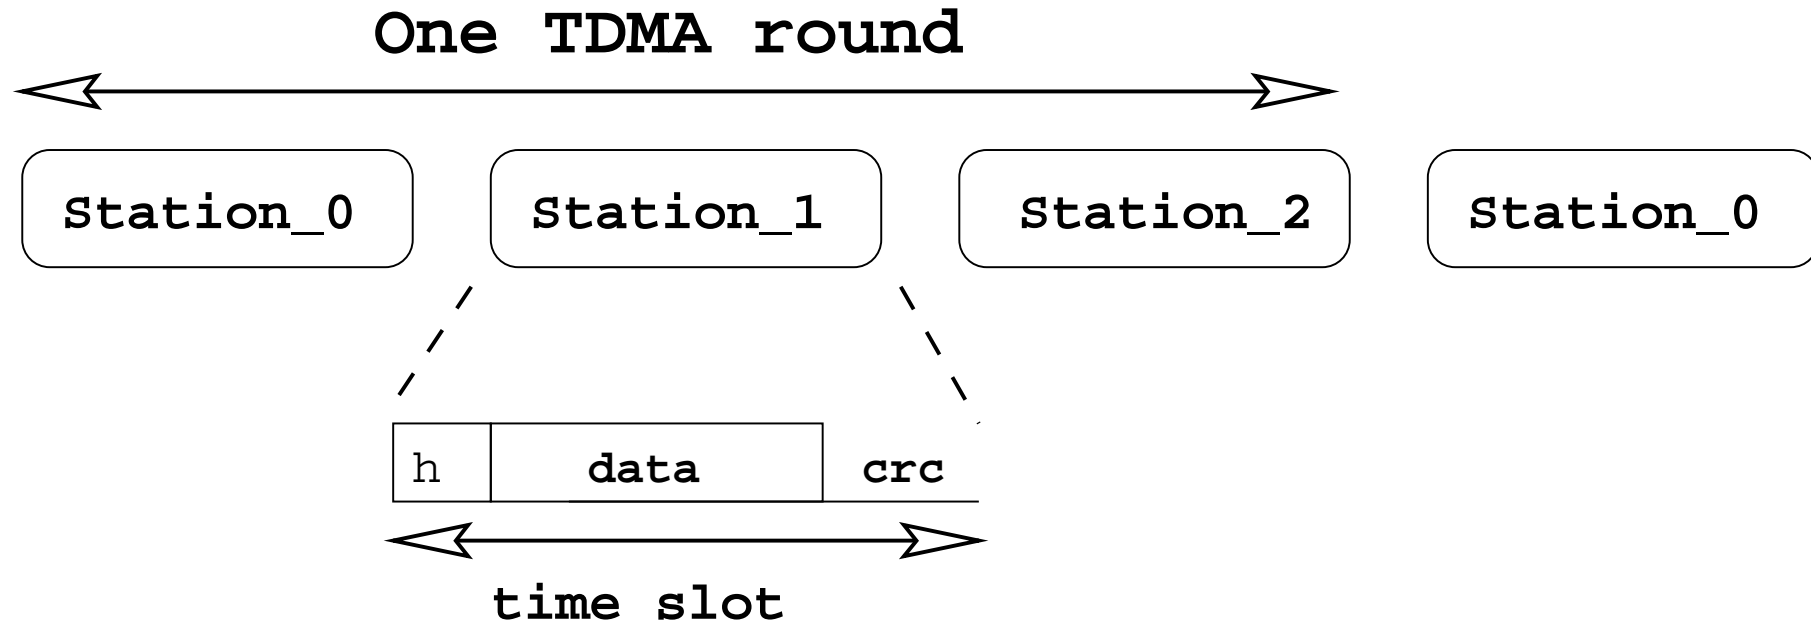 One TDMA round
Station_0 Station_1 Station_2 Station_0
h data crc
time slot